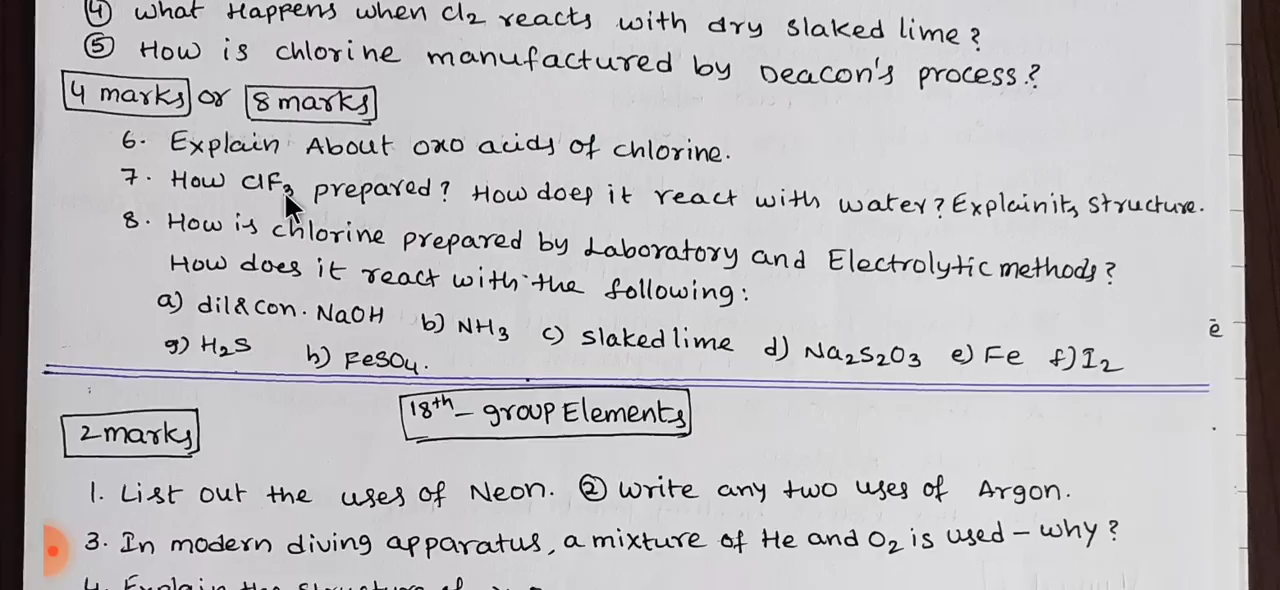 ④ What Happens when Cl2 reacts with dry slaked lime?
⑤ How is chlorine manufactured by Deacon's process?
4 marks or 8 marks
6. Explain About oxo acids of chlorine.
7. How ClF3 prepared? How does it react with water? Explain its structure.
8. How is chlorine prepared by Laboratory and Electrolytic methods?
How does it react with the following:
a) dil & con. NaOH b) NH3 c) slaked lime d) Na2S2O3 e) Fe f) I2
g) H2S h) FeSO4.
ē
18th - group Elements
2 marks
1. List out the uses of Neon. ② Write any two uses of Argon.
3. In modern diving apparatus, a mixture of He and O2 is used - why?
4. Explain the structure of